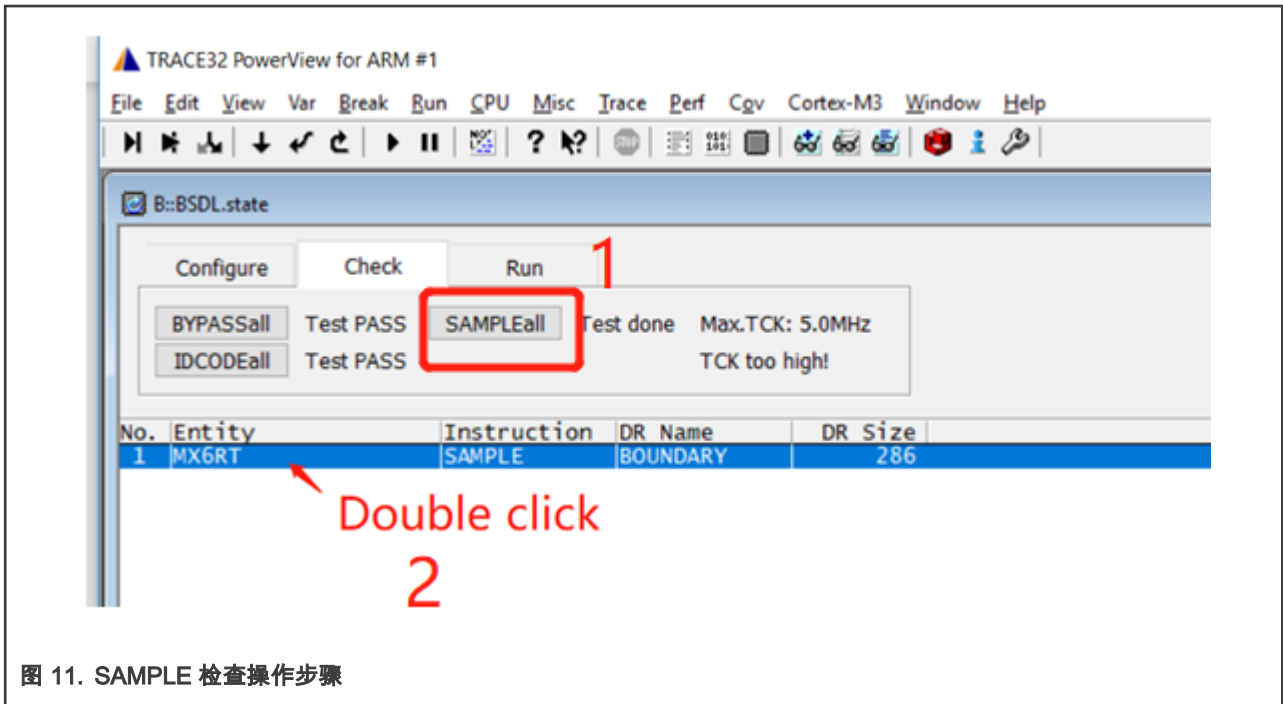 TRACE32 PowerView for ARM #1
File Edit View Var Break Run CPU Misc Trace Perf Cov Cortex-M3 Window Help
B::BSDL.state
Configure Check Run 1
BYPASSall Test PASS SAMPLEall Test done Max.TCK: 5.0MHz
IDCODEall Test PASS TCK too high!
No. Entity Instruction DR Name DR Size
1 MX6RT SAMPLE BOUNDARY 286
Double click
2
图 11. SAMPLE 检查操作步骤